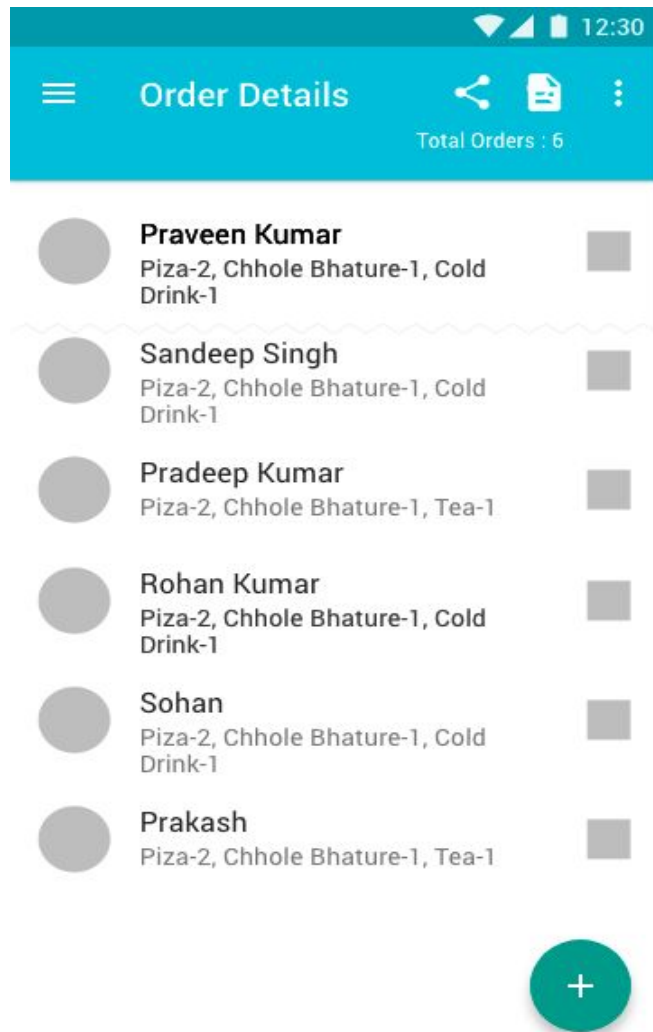 12:30
Order Details
Total Orders : 6
Praveen Kumar
Piza-2, Chhole Bhature-1, Cold
Drink-1
Sandeep Singh
Piza-2, Chhole Bhature-1, Cold
Drink-1
Pradeep Kumar
Piza-2, Chhole Bhature-1, Tea-1
Rohan Kumar
Piza-2, Chhole Bhature-1, Cold
Drink-1
Sohan
Piza-2, Chhole Bhature-1, Cold
Drink-1
Prakash
Piza-2, Chhole Bhature-1, Tea-1